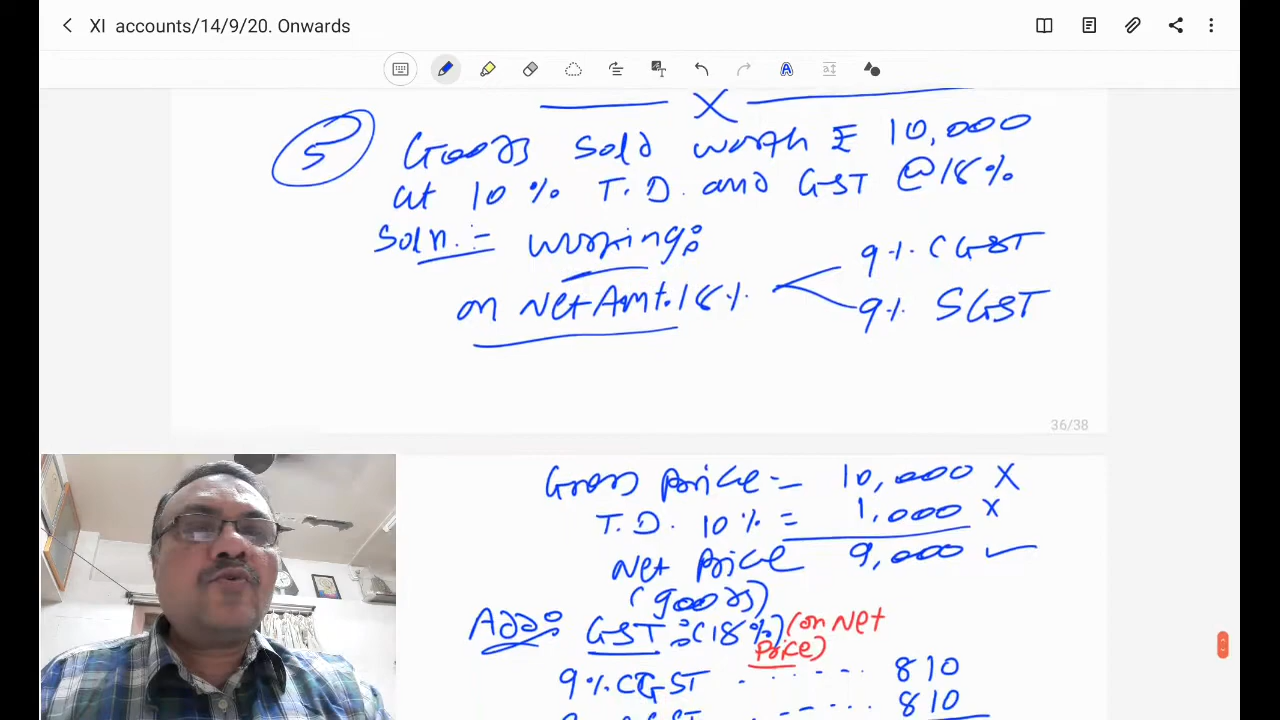 XI accounts/14/9/20. Onwards
X
5 Goods sold worth ₹ 10,000
at 10% T.D. and GST @18%
Soln. := working:
on Net Amt. 18% 9% CGST
9% SGST
36/38
Gross price = 10,000 X
T.D. 10% = 1,000 X
Net Price 9,000 ✓
(goods)
Add: GST: (18%) (on Net
Price)
9% CGST ........ 810
810